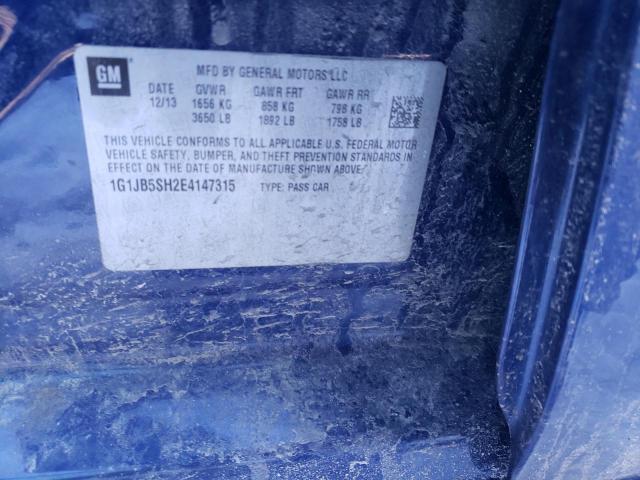 GM
MFD BY GENERAL MOTORS LLC
DATE GVWR GAWR FRT GAWR RR
12/13 1656 KG 858 KG 798 KG
3650 LB 1892 LB 1758 LB
THIS VEHICLE CONFORMS TO ALL APPLICABLE U.S. FEDERAL MOTOR
VEHICLE SAFETY, BUMPER, AND THEFT PREVENTION STANDARDS IN
EFFECT ON THE DATE OF MANUFACTURE SHOWN ABOVE.
1G1JB5SH2E4147315 TYPE: PASS CAR